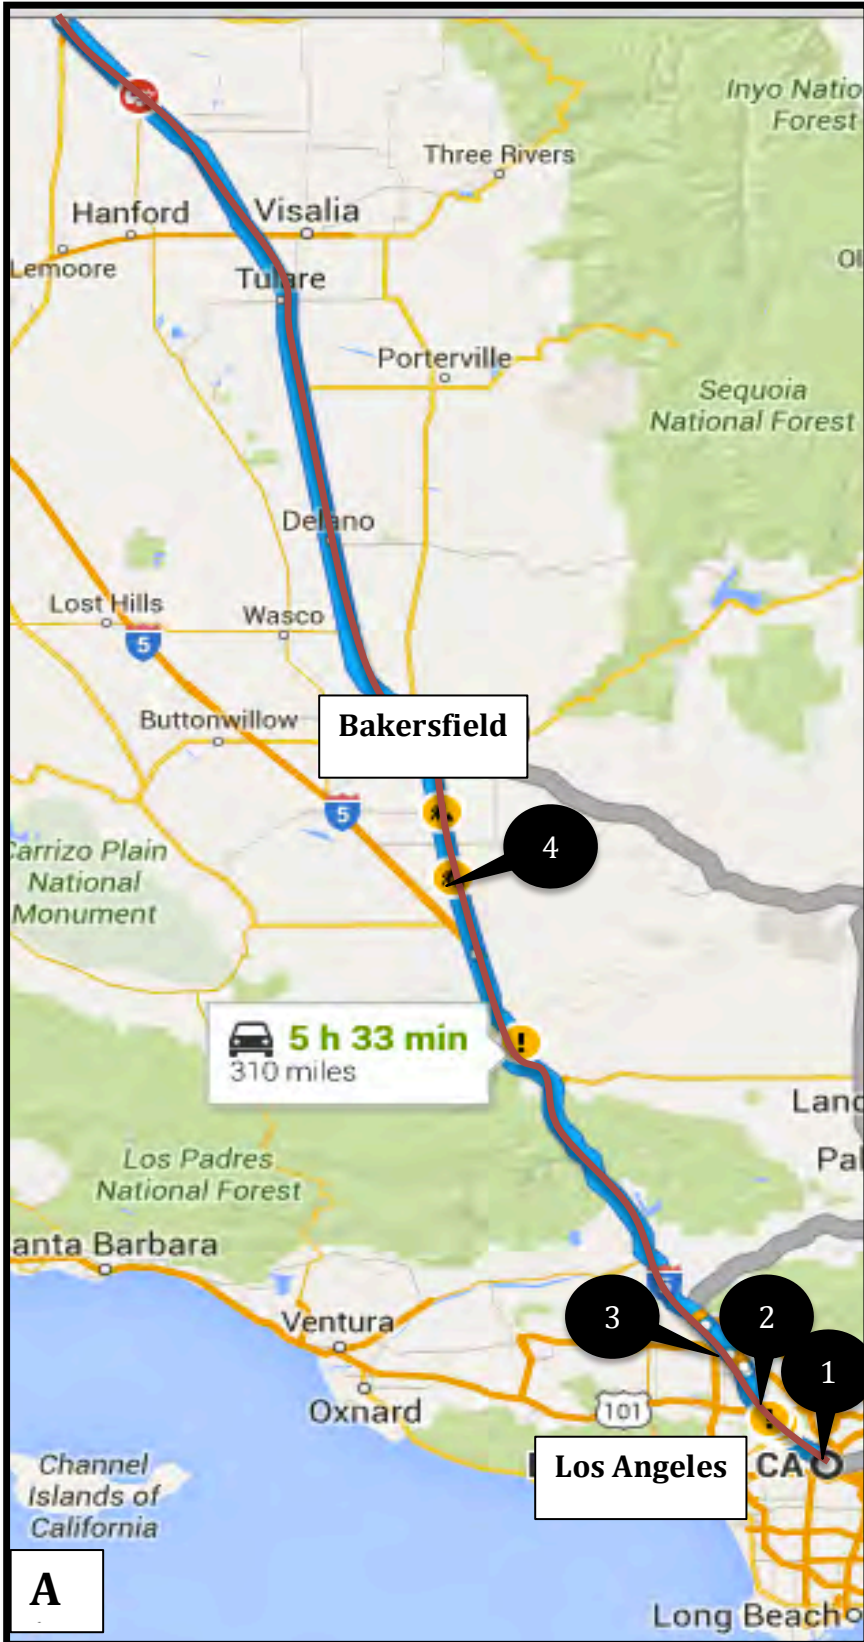 Inyo Natio
Forest
Three Rivers
Hanford
Visalia
Lemoore
Tulare
Ol
Porterville
Sequoia
National Forest
Delano
Lost Hills
Wasco
5
Buttonwillow
Bakersfield
5
4
Carrizo Plain
National
Monument
5 h 33 min
310 miles
!
Lanc
Pal
Los Padres
National Forest
anta Barbara
3
2
Ventura
1
Oxnard
101
!
Los Angeles
CA
Channel
Islands of
California
A
Long Beach